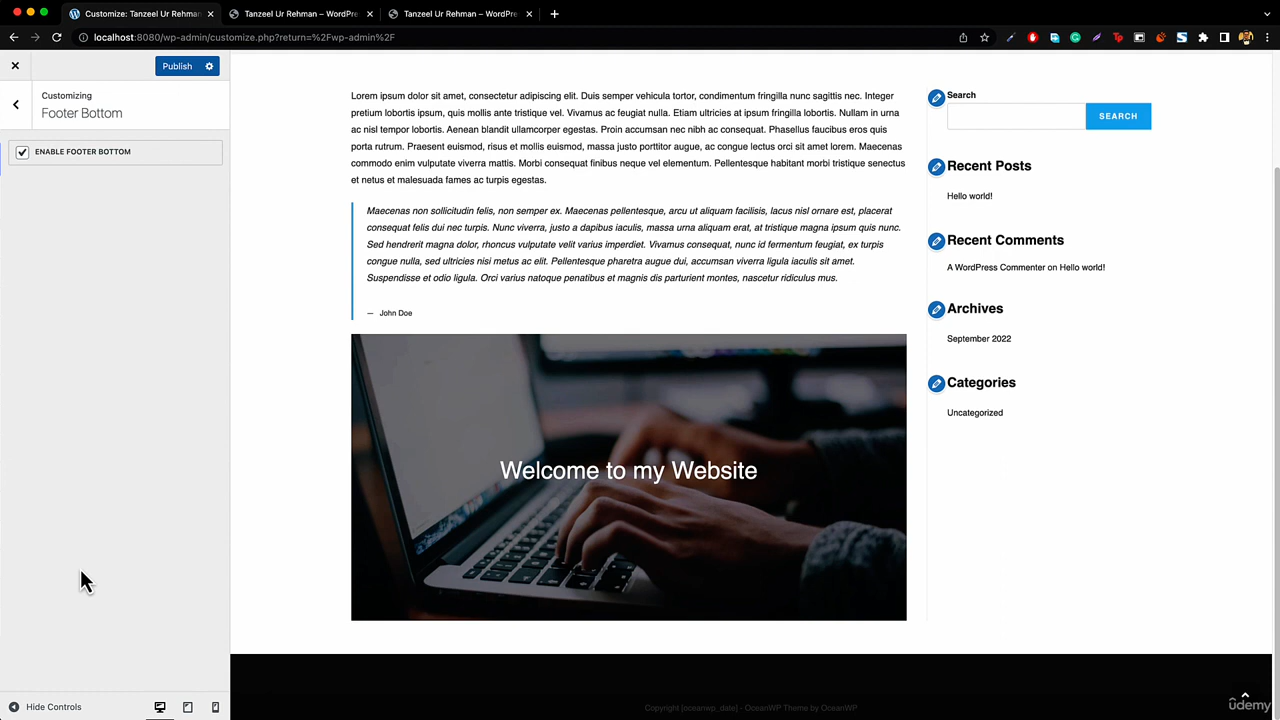 Customize: Tanzeel Ur Rehman
Tanzeel Ur Rehman – WordPre
Tanzeel Ur Rehman – WordPre
localhost:8080/wp-admin/customize.php?return=%2Fwp-admin%2F
Publish
Customizing
Footer Bottom
ENABLE FOOTER BOTTOM
Hide Controls
Lorem ipsum dolor sit amet, consectetur adipiscing elit. Duis semper vehicula tortor, condimentum fringilla nunc sagittis nec. Integer
pretium lobortis ipsum, quis mollis ante tristique vel. Vivamus ac feugiat nulla. Etiam ultricies at ipsum fringilla lobortis. Nullam in urna
ac nisl tempor lobortis. Aenean blandit ullamcorper egestas. Proin accumsan nec nibh ac consequat. Phasellus faucibus eros quis
porta rutrum. Praesent euismod, risus et mollis euismod, massa justo porttitor augue, ac congue lectus orci sit amet lorem. Maecenas
commodo enim vulputate viverra mattis. Morbi consequat finibus neque vel elementum. Pellentesque habitant morbi tristique senectus
et netus et malesuada fames ac turpis egestas.
Maecenas non sollicitudin felis, non semper ex. Maecenas pellentesque, arcu ut aliquam facilisis, lacus nisl ornare est, placerat
consequat felis dui nec turpis. Nunc viverra, justo a dapibus iaculis, massa urna aliquam erat, at tristique magna ipsum quis nunc.
Sed hendrerit magna dolor, rhoncus vulputate velit varius imperdiet. Vivamus consequat, nunc id fermentum feugiat, ex turpis
congue nulla, sed ultricies nisi metus ac elit. Pellentesque pharetra augue dui, accumsan viverra ligula iaculis sit amet.
Suspendisse et odio ligula. Orci varius natoque penatibus et magnis dis parturient montes, nascetur ridiculus mus.
— John Doe
Welcome to my Website
Search
SEARCH
Recent Posts
Hello world!
Recent Comments
A WordPress Commenter on Hello world!
Archives
September 2022
Categories
Uncategorized
Copyright [oceanwp_date] - OceanWP Theme by OceanWP
ûdemy